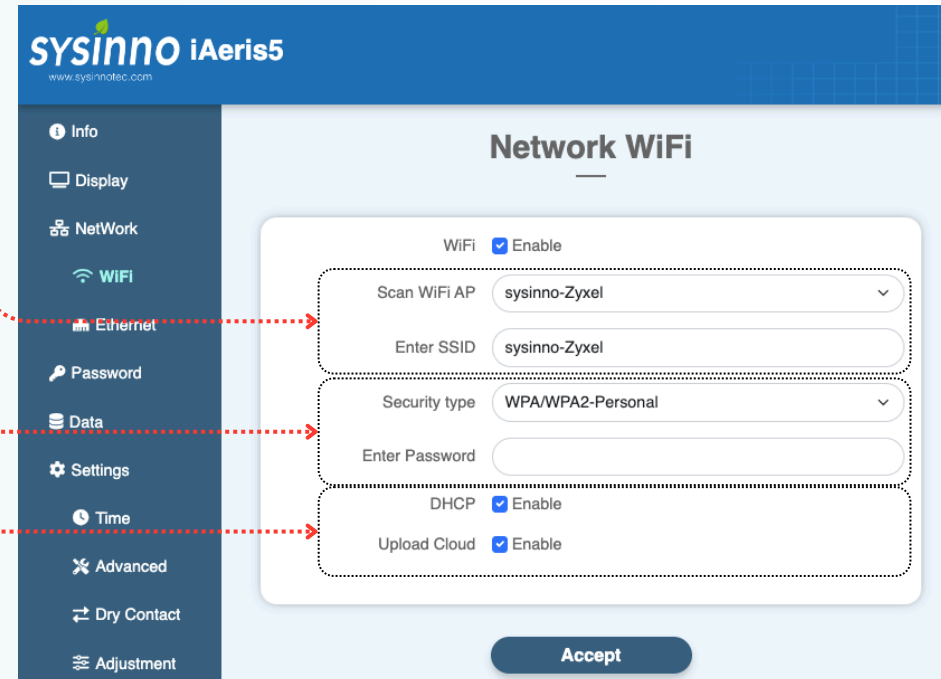 sysinno iAeris5
www.sysinnotec.com
Info
Display
NetWork
WiFi
Ethernet
Password
Data
Settings
Time
Advanced
Dry Contact
Adjustment
Network WiFi
WiFi Enable
Scan WiFi AP sysinno-Zyxel
Enter SSID sysinno-Zyxel
Security type WPA/WPA2-Personal
Enter Password
DHCP Enable
Upload Cloud Enable
Accept